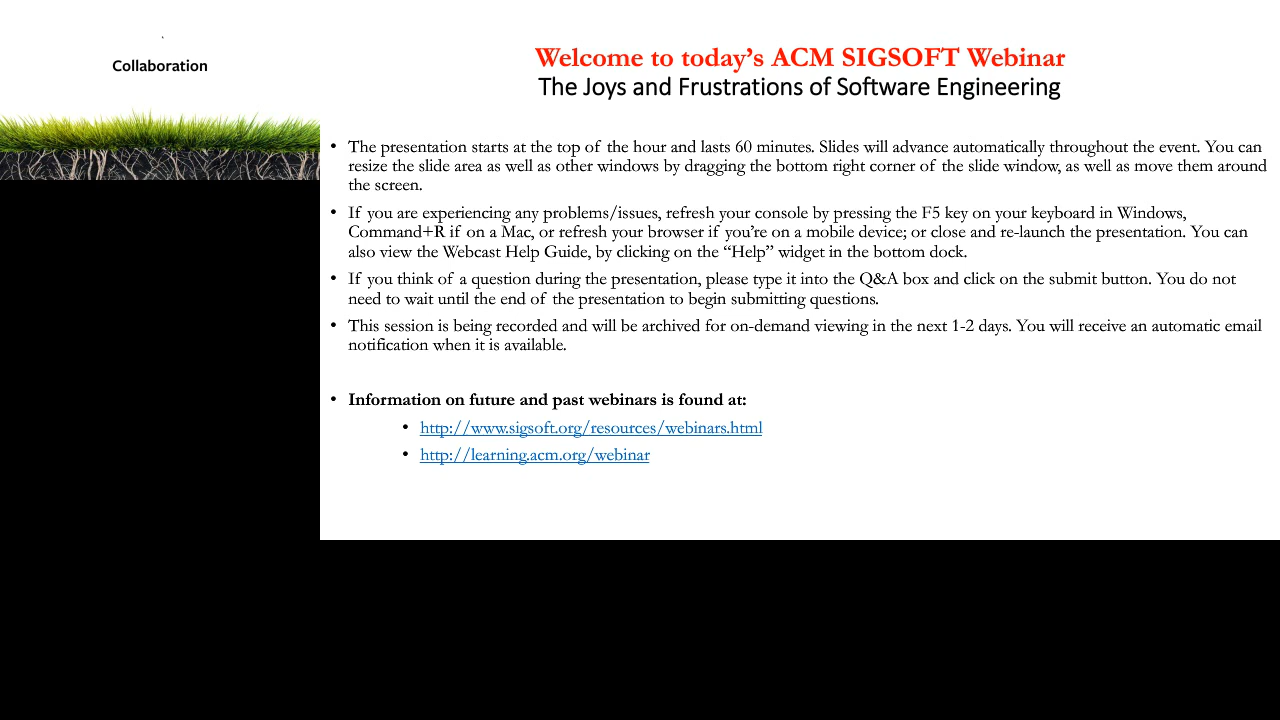 Collaboration
Welcome to today’s ACM SIGSOFT Webinar
The Joys and Frustrations of Software Engineering
• The presentation starts at the top of the hour and lasts 60 minutes. Slides will advance automatically throughout the event. You can
resize the slide area as well as other windows by dragging the bottom right corner of the slide window, as well as move them around
the screen.
• If you are experiencing any problems/issues, refresh your console by pressing the F5 key on your keyboard in Windows,
Command+R if on a Mac, or refresh your browser if you’re on a mobile device; or close and re-launch the presentation. You can
also view the Webcast Help Guide, by clicking on the “Help” widget in the bottom dock.
• If you think of a question during the presentation, please type it into the Q&A box and click on the submit button. You do not
need to wait until the end of the presentation to begin submitting questions.
• This session is being recorded and will be archived for on-demand viewing in the next 1-2 days. You will receive an automatic email
notification when it is available.
• Information on future and past webinars is found at:
• http://www.sigsoft.org/resources/webinars.html
• http://learning.acm.org/webinar